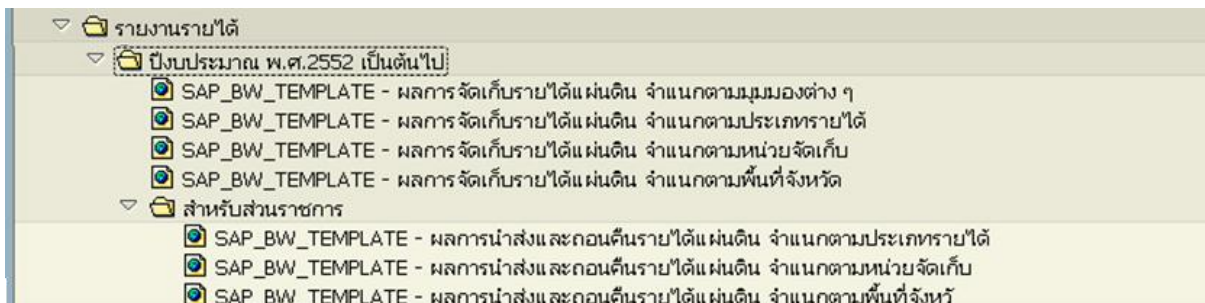 รายงานรายได้
ปีงบประมาณ พ.ศ.2552 เป็นต้นไป
SAP_BW_TEMPLATE - ผลการจัดเก็บรายได้แผ่นดิน จำแนกตามมุมมองต่าง ๆ
SAP_BW_TEMPLATE - ผลการจัดเก็บรายได้แผ่นดิน จำแนกตามประเภทรายได้
SAP_BW_TEMPLATE - ผลการจัดเก็บรายได้แผ่นดิน จำแนกตามหน่วยจัดเก็บ
SAP_BW_TEMPLATE - ผลการจัดเก็บรายได้แผ่นดิน จำแนกตามพื้นที่จังหวัด
สำหรับส่วนราชการ
SAP_BW_TEMPLATE - ผลการนำส่งและถอนคืนรายได้แผ่นดิน จำแนกตามประเภทรายได้
SAP_BW_TEMPLATE - ผลการนำส่งและถอนคืนรายได้แผ่นดิน จำแนกตามหน่วยจัดเก็บ
SAP_BW_TEMPLATE - ผลการนำส่งและถอนคืนรายได้แผ่นดิน จำแนกตามพื้นที่จังหวั